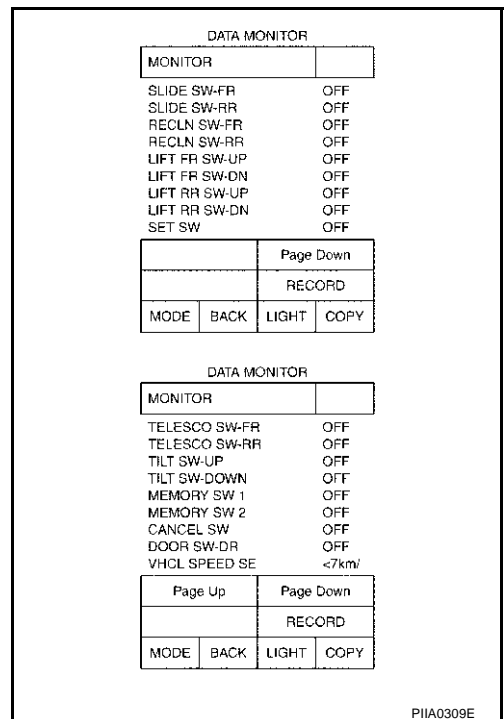 DATA MONITOR
MONITOR
SLIDE SW-FR OFF
SLIDE SW-RR OFF
RECLN SW-FR OFF
RECLN SW-RR OFF
LIFT FR SW-UP OFF
LIFT FR SW-DN OFF
LIFT RR SW-UP OFF
LIFT RR SW-DN OFF
SET SW OFF
Page Down
RECORD
MODE BACK LIGHT COPY
DATA MONITOR
MONITOR
TELESCO SW-FR OFF
TELESCO SW-RR OFF
TILT SW-UP OFF
TILT SW-DOWN OFF
MEMORY SW 1 OFF
MEMORY SW 2 OFF
CANCEL SW OFF
DOOR SW-DR OFF
VHCL SPEED SE <7km/
Page Up Page Down
RECORD
MODE BACK LIGHT COPY
PIIA0309E